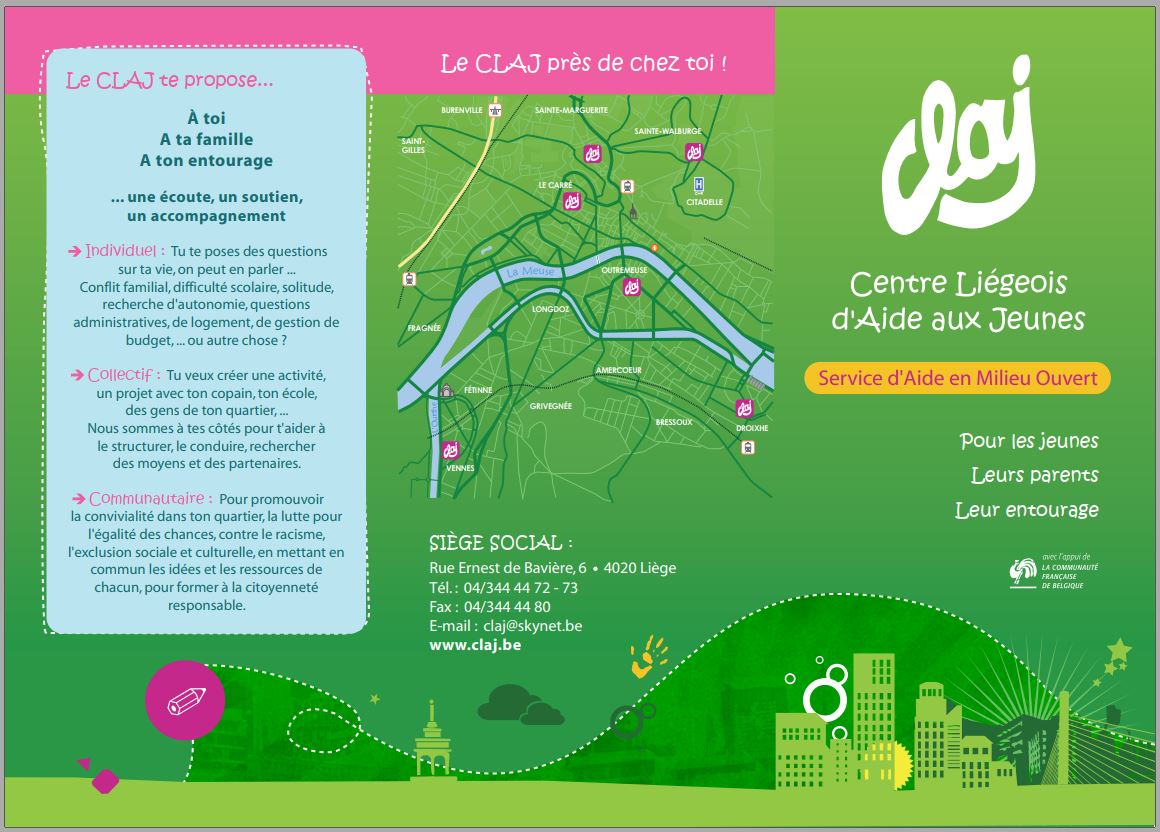 Le CLAJ te propose...
À toi
A ta famille
A ton entourage
... une écoute, un soutien,
un accompagnement
Individuel : Tu te poses des questions
sur ta vie, on peut en parler ...
Conflit familial, difficulté scolaire, solitude,
recherche d'autonomie, questions
administratives, de logement, de gestion de
budget, ... ou autre chose ?
Collectif : Tu veux créer une activité,
un projet avec ton copain, ton école,
des gens de ton quartier, ...
Nous sommes à tes côtés pour t'aider à
le structurer, le conduire, rechercher
des moyens et des partenaires.
Communautaire : Pour promouvoir
la convivialité dans ton quartier, la lutte pour
l'égalité des chances, contre le racisme,
l'exclusion sociale et culturelle, en mettant en
commun les idées et les ressources de
chacun, pour former à la citoyenneté
responsable.
Le CLAJ près de chez toi !
BURENVILLE
SAINTE-MARGUERITE
SAINTE-WALBURGE
SAINT-
GILLES
claj
claj
LE CARRÉ
claj
H
CITADELLE
La Meuse
OUTREMEUSE
claj
LONGDOZ
FRAGNÉE
AMERCOEUR
FÉTINNE
GRIVEGNÉE
BRESSOUX
claj
DROIXHE
claj
VENNES
SIÈGE SOCIAL :
Rue Ernest de Bavière, 6 • 4020 Liège
Tél. : 04/344 44 72 - 73
Fax : 04/344 44 80
E-mail : claj@skynet.be
www.claj.be
claj
Centre Liégeois
d'Aide aux Jeunes
Service d'Aide en Milieu Ouvert
Pour les jeunes
Leurs parents
Leur entourage
avec l'appui de
LA COMMUNAUTÉ
FRANÇAISE
DE BELGIQUE